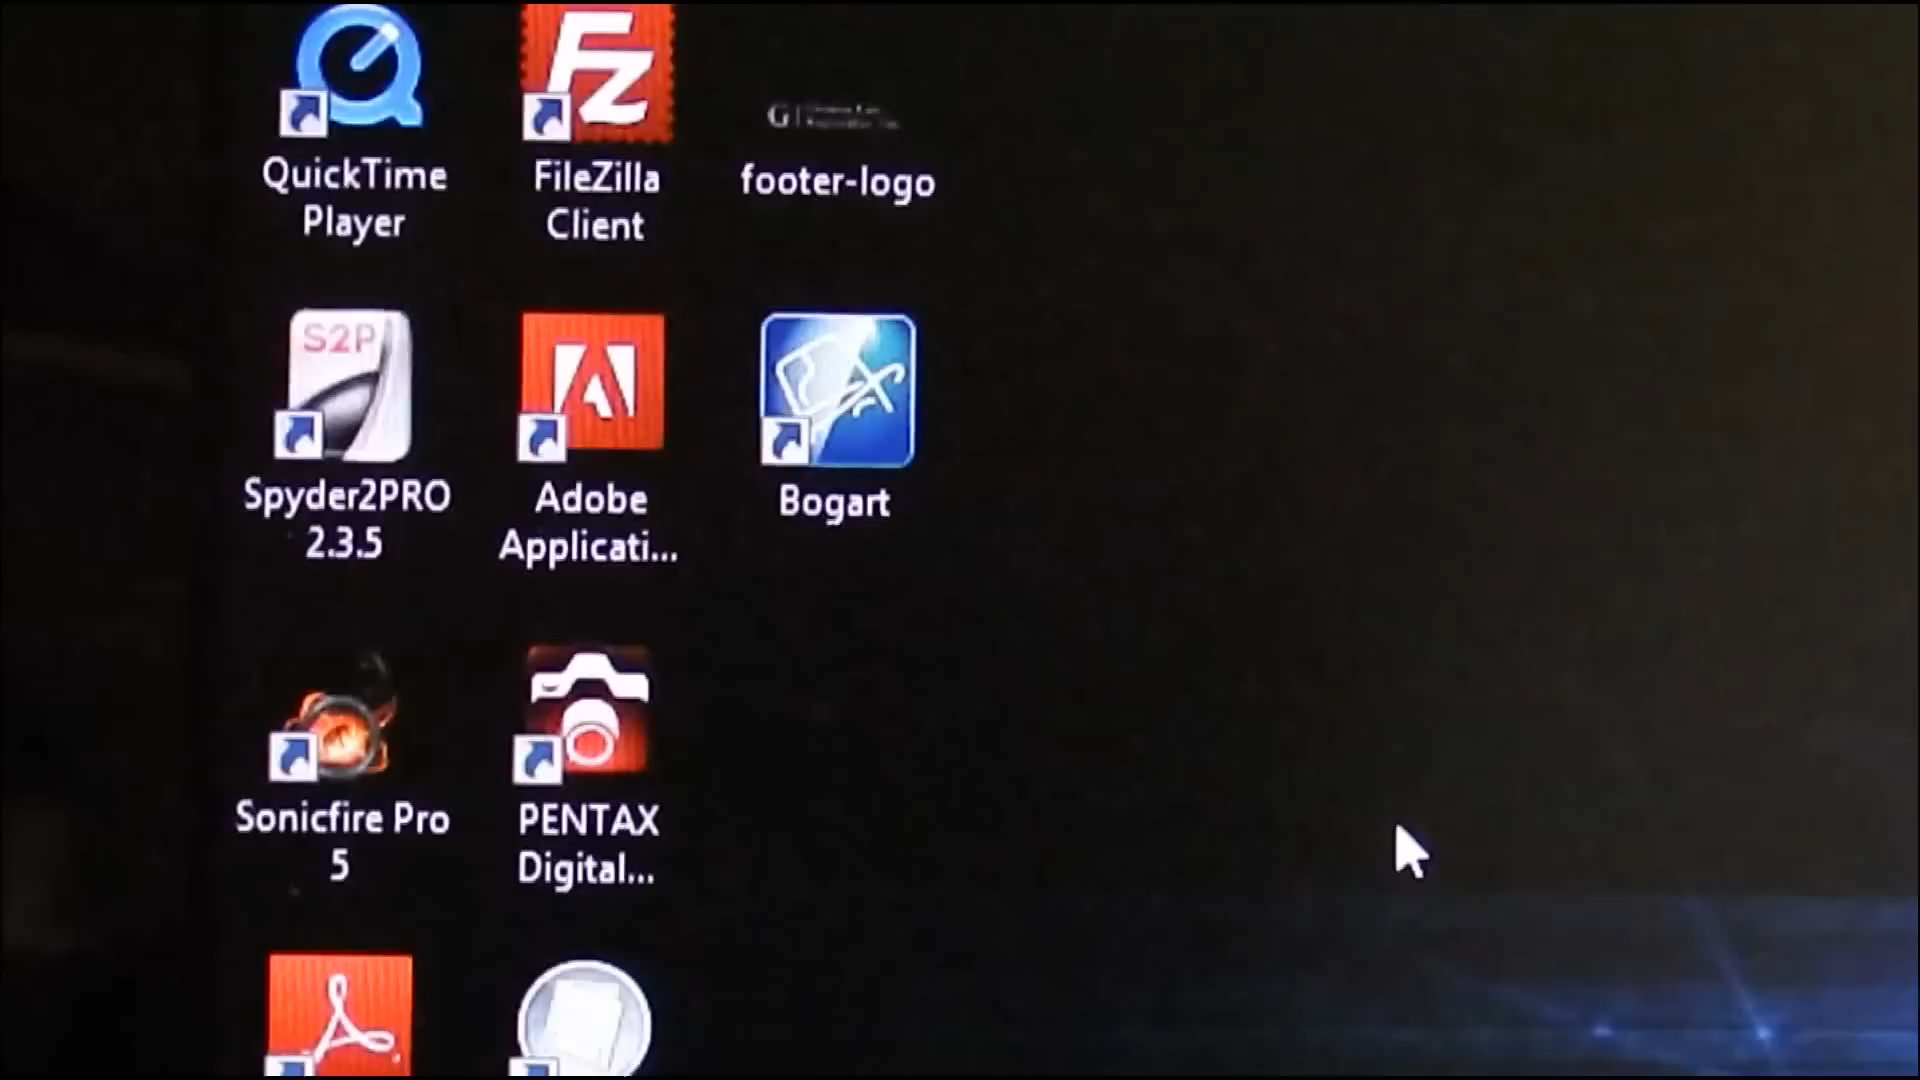 QuickTime
Player
FileZilla
Client
footer-logo
S2P
Spyder2PRO
2.3.5
Adobe
Applicati...
Bogart
Sonicfire Pro
5
PENTAX
Digital...